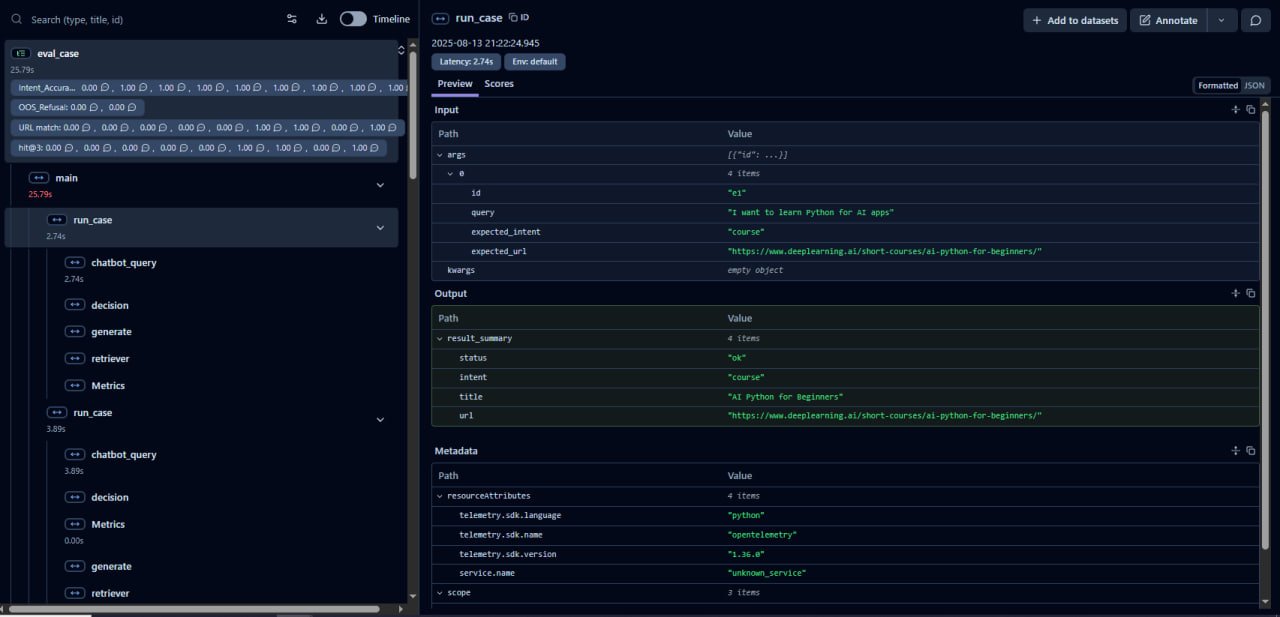 Search (type, title, id)
Timeline
eval_case
25.79s
Intent_Accura... 0.00 , 1.00 , 1.00 , 1.00 , 1.00 , 1.00 , 1.00 , 1.00 , 1.00
OOS_Refusal: 0.00 , 0.00
URL match: 0.00 , 0.00 , 0.00 , 0.00 , 0.00 , 1.00 , 1.00 , 0.00 , 1.00
hit@3: 0.00 , 0.00 , 0.00 , 0.00 , 0.00 , 1.00 , 1.00 , 0.00 , 1.00
main
25.79s
run_case
2.74s
chatbot_query
2.74s
decision
generate
retriever
Metrics
run_case
3.89s
chatbot_query
3.89s
decision
Metrics
0.00s
generate
retriever
run_case ID
Add to datasets
Annotate
2025-08-13 21:22:24.945
Latency: 2.74s Env: default
Preview Scores
Formatted JSON
Input
Path Value
args [{"id": ...}]
0 4 items
id "e1"
query "I want to learn Python for AI apps"
expected_intent "course"
expected_url "https://www.deeplearning.ai/short-courses/ai-python-for-beginners/"
kwargs empty object
Output
Path Value
result_summary 4 items
status "ok"
intent "course"
title "AI Python for Beginners"
url "https://www.deeplearning.ai/short-courses/ai-python-for-beginners/"
Metadata
Path Value
resourceAttributes 4 items
telemetry.sdk.language "python"
telemetry.sdk.name "opentelemetry"
telemetry.sdk.version "1.36.0"
service.name "unknown_service"
scope 3 items